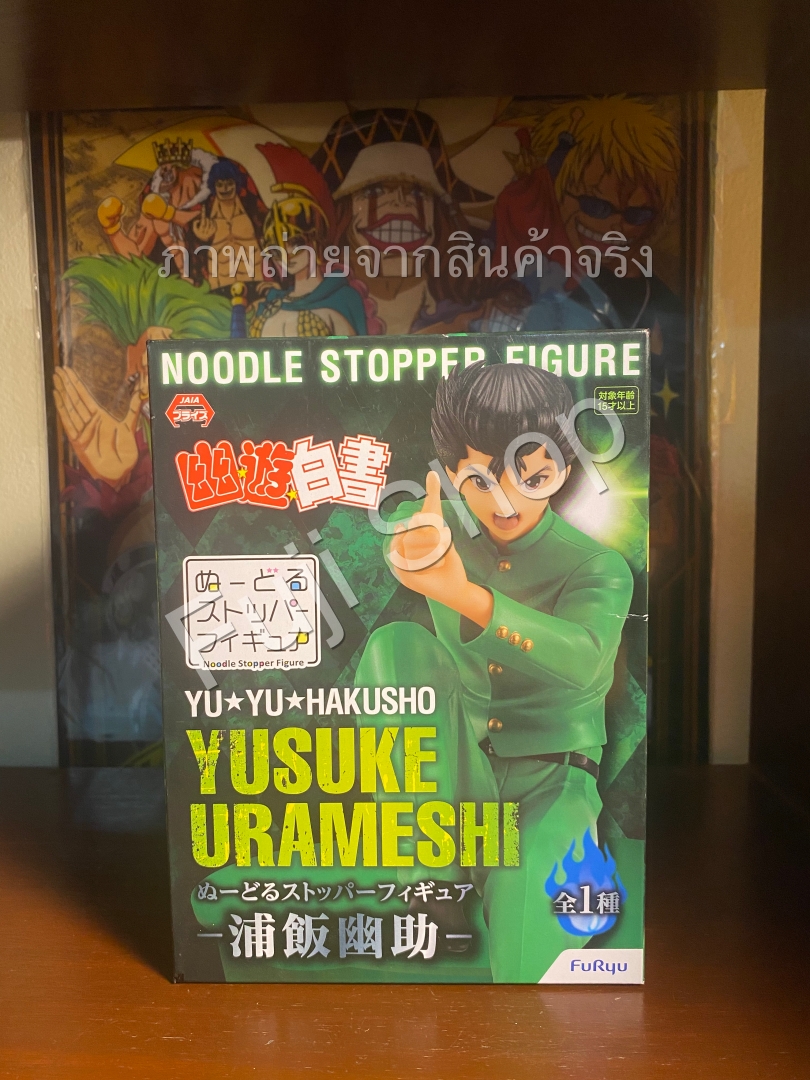 ภาพถ่ายจากสินค้าจริง
NOODLE STOPPER FIGURE
JAIA
プライズ
対象年齢
15才以上
幽★遊★白書
Fuji Shop
ぬーどる
ストッパー
フィギュア
Noodle Stopper Figure
YU★YU★HAKUSHO
YUSUKE
URAMESHI
ぬーどるストッパーフィギュア
全1種
–浦飯幽助–
FuRyu